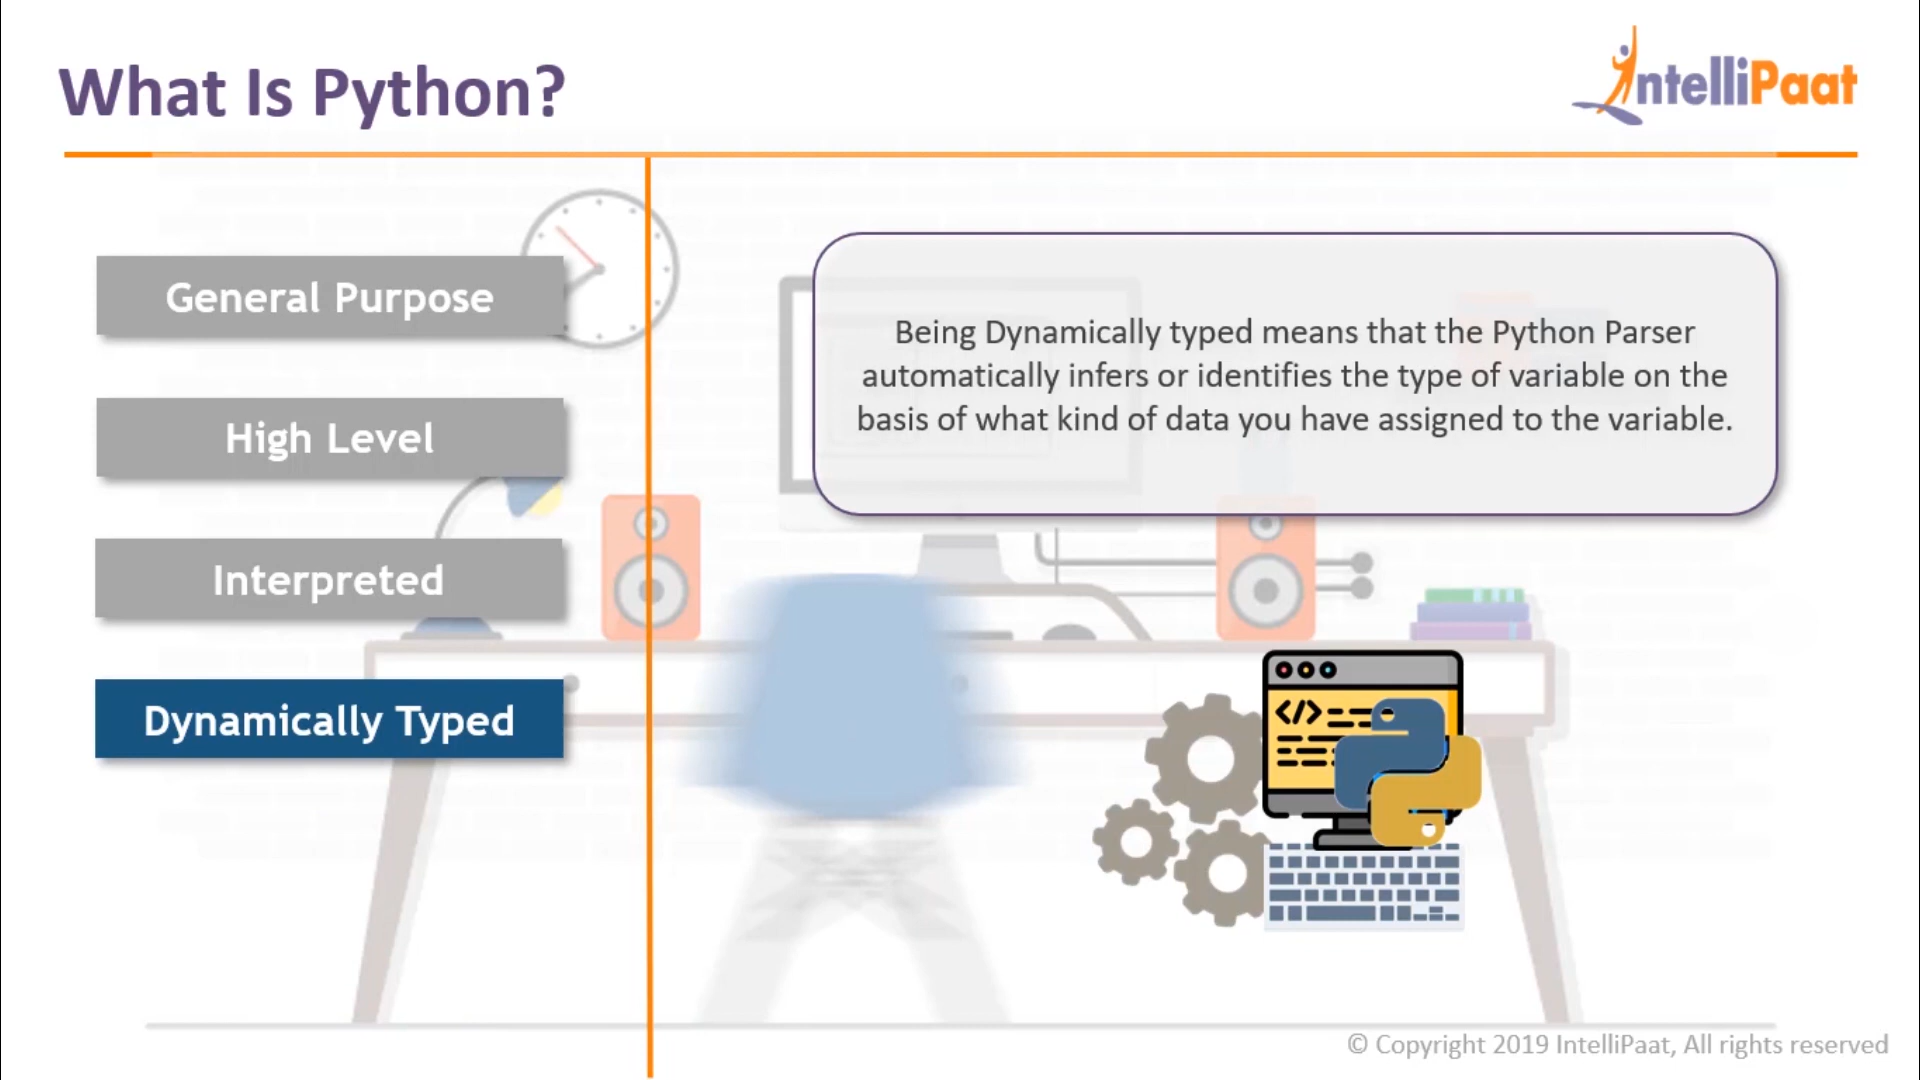 What Is Python?
IntelliPaat
General Purpose
High Level
Interpreted
Dynamically Typed
Being Dynamically typed means that the Python Parser
automatically infers or identifies the type of variable on the
basis of what kind of data you have assigned to the variable.
</>
© Copyright 2019 IntelliPaat, All rights reserved